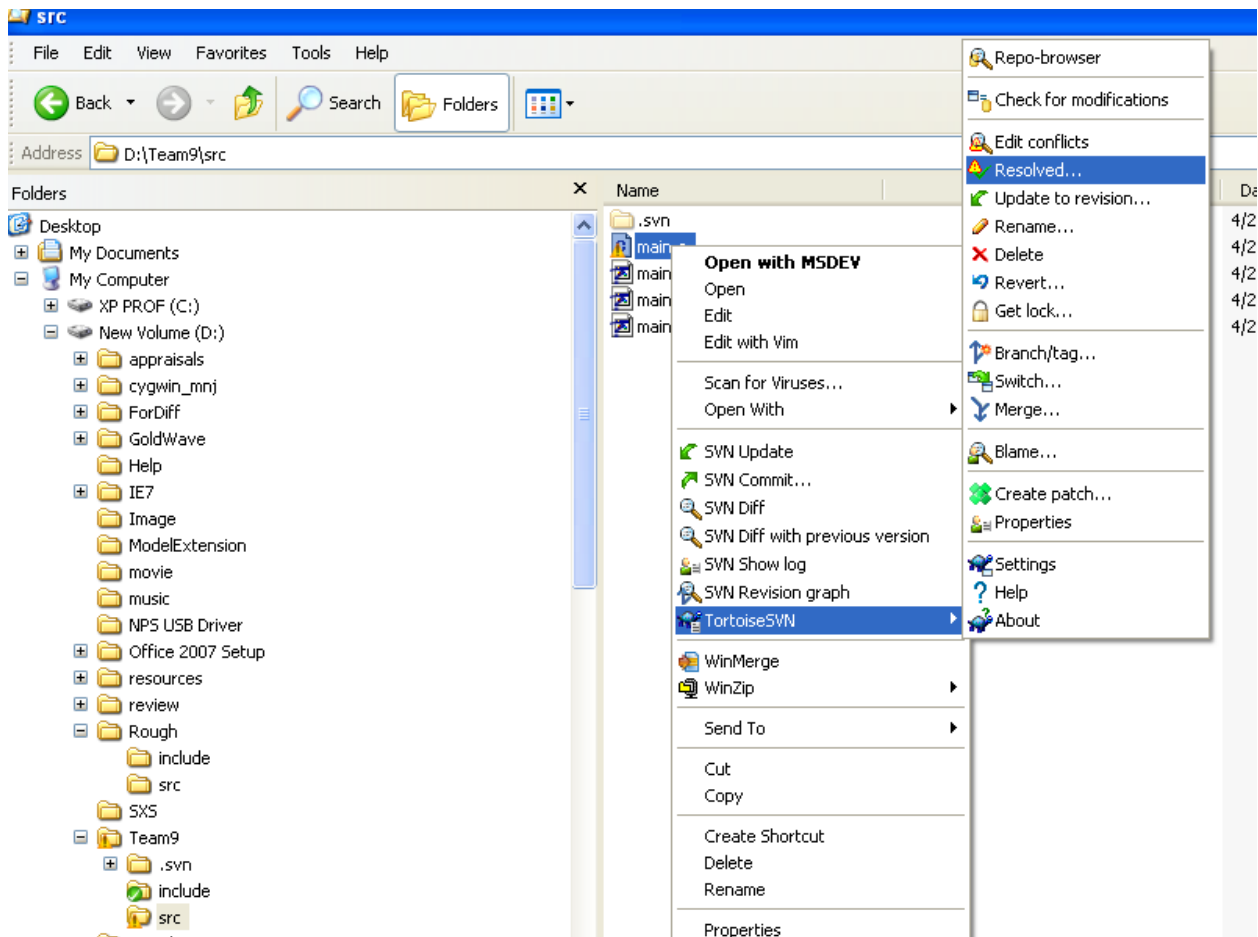 src
File Edit View Favorites Tools Help
Back Search Folders
Address D:\Team9\src
Folders
Desktop
My Documents
My Computer
XP PROF (C:)
New Volume (D:)
appraisals
cygwin_mnj
ForDiff
GoldWave
Help
IE7
Image
ModelExtension
movie
music
NPS USB Driver
Office 2007 Setup
resources
review
Rough
include
src
SXS
Team9
.svn
include
src
Name
.svn
main
main
main
main
Da
4/2
4/2
4/2
4/2
4/2
Open with MSDEV
Open
Edit
Edit with Vim
Scan for Viruses...
Open With
SVN Update
SVN Commit...
SVN Diff
SVN Diff with previous version
SVN Show log
SVN Revision graph
TortoiseSVN
WinMerge
WinZip
Send To
Cut
Copy
Create Shortcut
Delete
Rename
Properties
Repo-browser
Check for modifications
Edit conflicts
Resolved...
Update to revision...
Rename...
Delete
Revert...
Get lock...
Branch/tag...
Switch...
Merge...
Blame...
Create patch...
Properties
Settings
Help
About